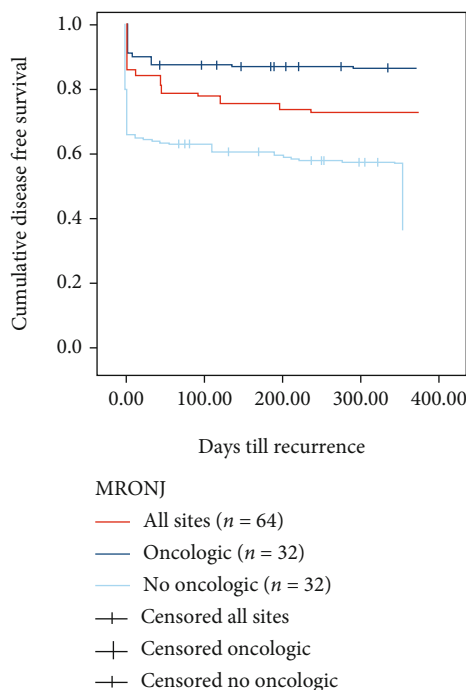 Cumulative disease free survival
1.0
0.8
0.6
0.4
0.2
0.0
0.00 100.00 200.00 300.00 400.00
Days till recurrence
MRONJ
All sites (n = 64)
Oncologic (n = 32)
No oncologic (n = 32)
Censored all sites
Censored oncologic
Censored no oncologic